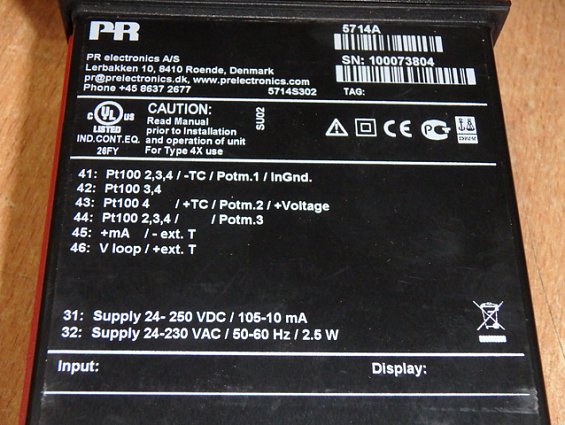 PR
5714A
PR electronics A/S
Lerbakken 10, 8410 Roende, Denmark
pr@prelectronics.dk, www.prelectronics.com
Phone +45 8637 2677
5714S302
SN: 100073804
TAG:
C UL US
LISTED
IND.CONT.EQ.
26FY
CAUTION:
Read Manual
prior to Installation
and operation of unit
For Type 4X use
SU02
CE
41: Pt100 2,3,4 / -TC / Potm.1 / InGnd.
42: Pt100 3,4
43: Pt100 4 / +TC / Potm.2 / +Voltage
44: Pt100 2,3,4 / / Potm.3
45: +mA / - ext. T
46: V loop / +ext. T
31: Supply 24- 250 VDC / 105-10 mA
32: Supply 24-230 VAC / 50-60 Hz / 2.5 W
Input:
Display: